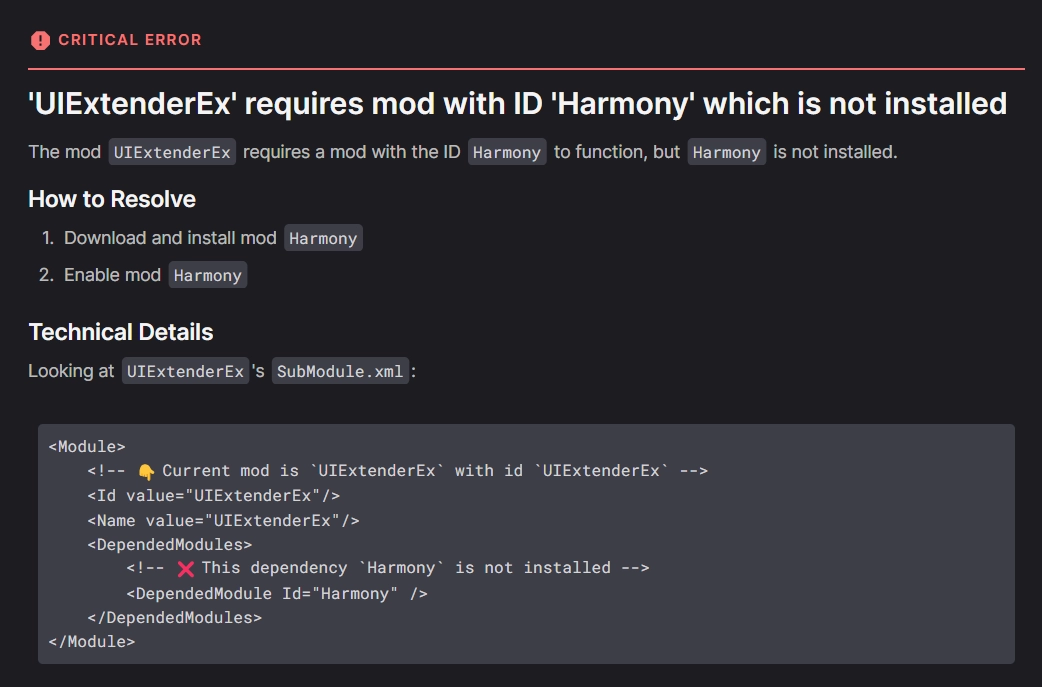 CRITICAL ERROR
'UIExtenderEx' requires mod with ID 'Harmony' which is not installed
The mod UIExtenderEx requires a mod with the ID Harmony to function, but Harmony is not installed.
How to Resolve
1. Download and install mod Harmony
2. Enable mod Harmony
Technical Details
Looking at UIExtenderEx's SubModule.xml:
<Module>
    <!-- 👇 Current mod is `UIExtenderEx` with id `UIExtenderEx` -->
    <Id value="UIExtenderEx"/>
    <Name value="UIExtenderEx"/>
    <DependedModules>
        <!-- ❌ This dependency `Harmony` is not installed -->
        <DependedModule Id="Harmony" />
    </DependedModules>
</Module>